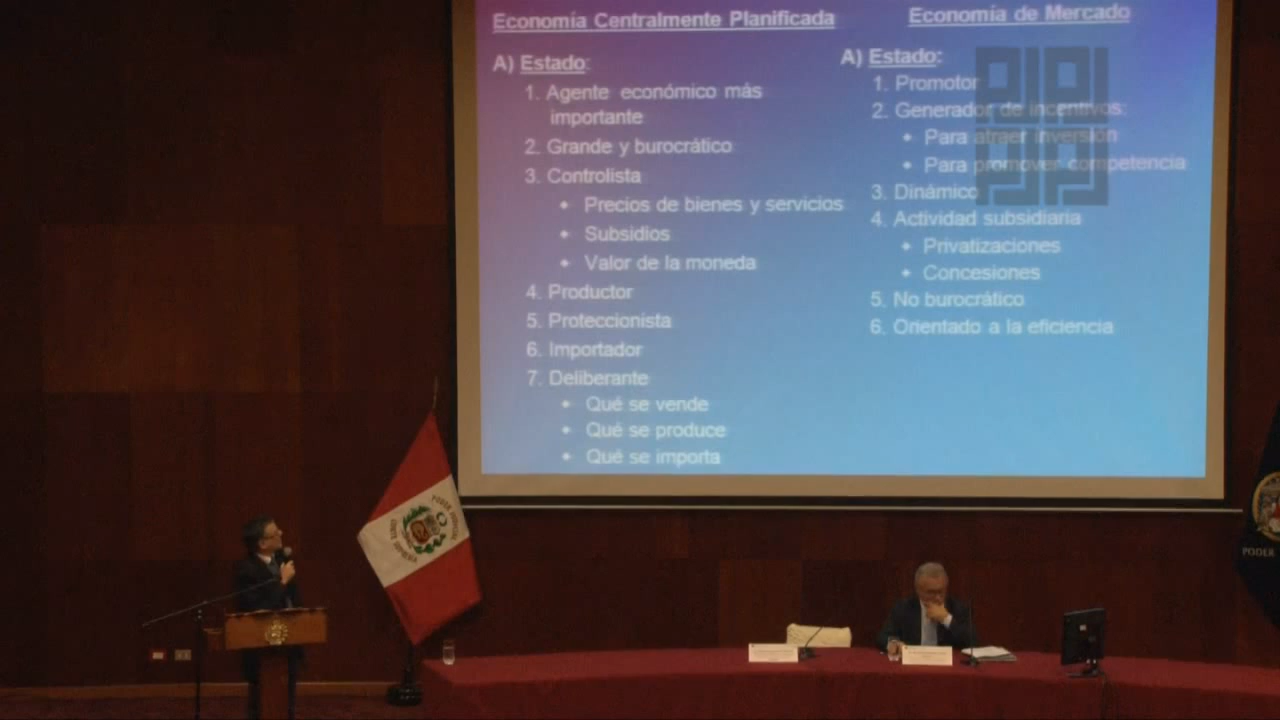 Economía Centralmente Planificada
A) Estado:
1. Agente económico más
importante
2. Grande y burocrático
3. Controlista
• Precios de bienes y servicios
• Subsidios
• Valor de la moneda
4. Productor
5. Proteccionista
6. Importador
7. Deliberante
• Qué se vende
• Qué se produce
• Qué se importa
Economía de Mercado
A) Estado:
1. Promotor
2. Generador de incentivos:
• Para atraer inversión
• Para promover competencia
3. Dinámico
4. Actividad subsidiaria
• Privatizaciones
• Concesiones
5. No burocrático
6. Orientado a la eficiencia
PODER JUDICIAL
PODER